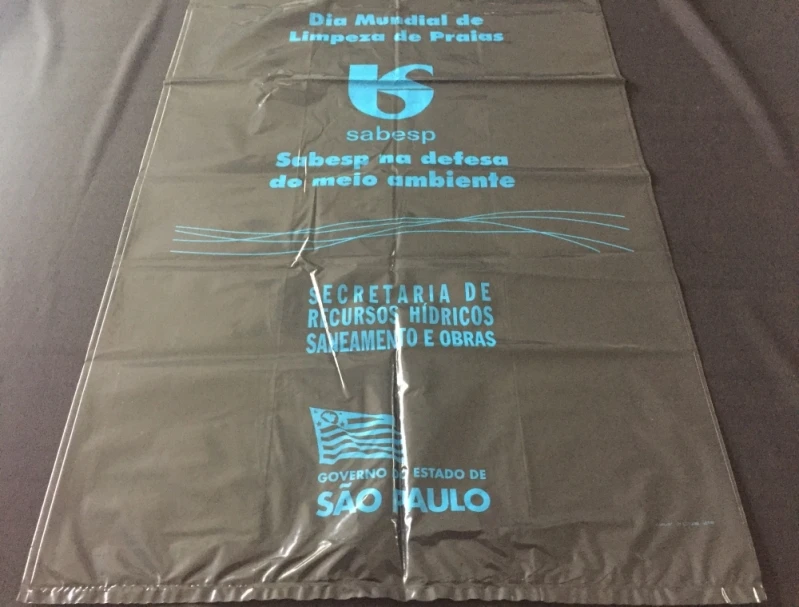 Dia Mundial de
Limpeza de Praias
sabesp
Sabesp na defesa
do meio ambiente
SECRETARIA DE
RECURSOS HÍDRICOS
SANEAMENTO E OBRAS
GOVERNO DO ESTADO DE
SÃO PAULO